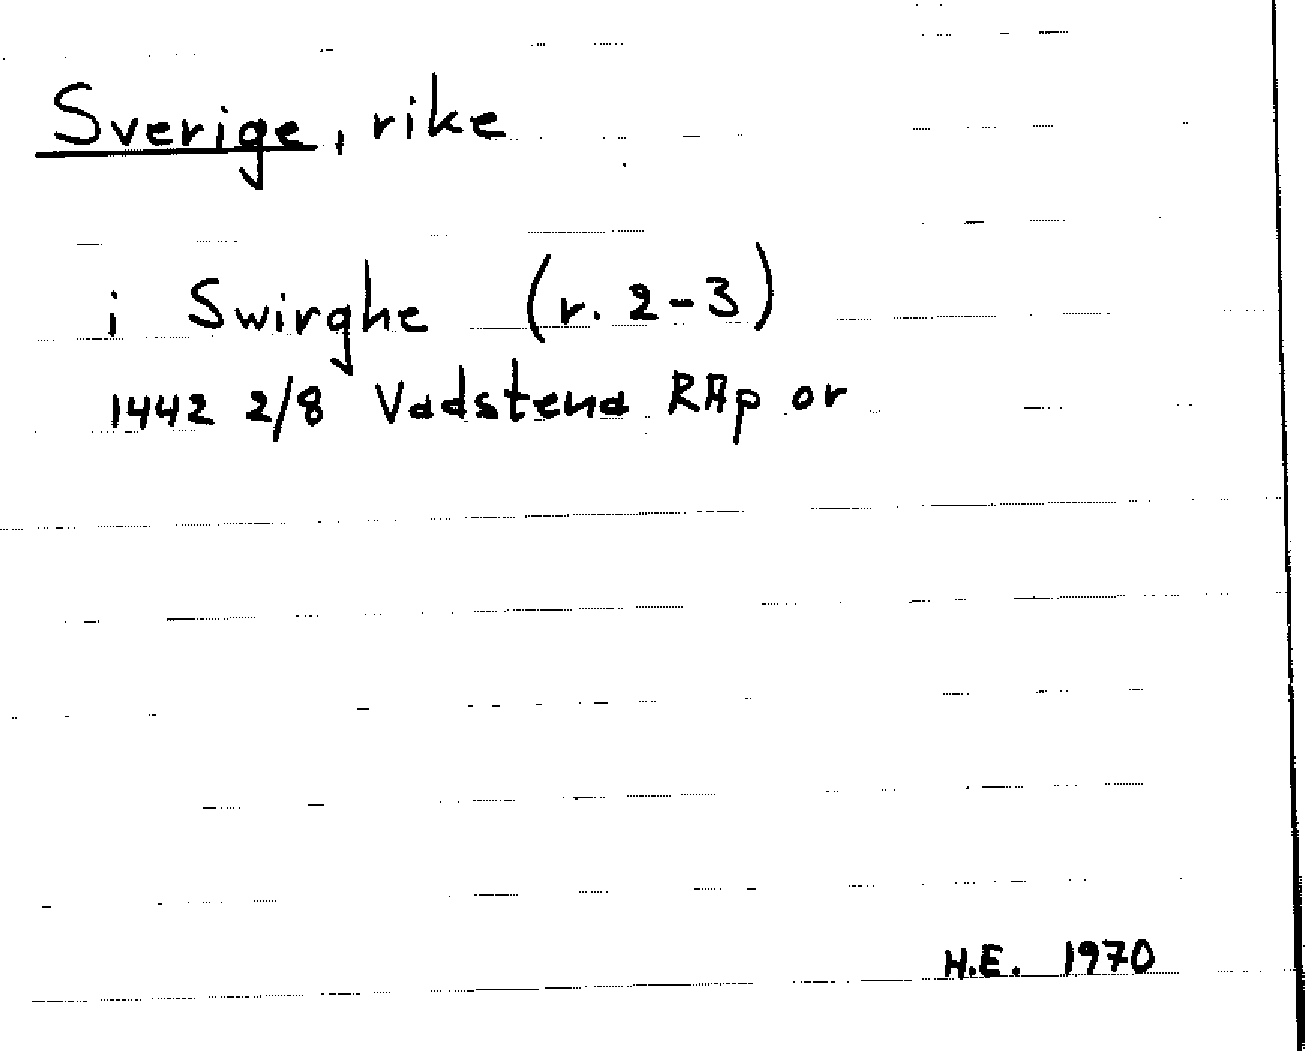 Sverige, rike
i Swirghe (r. 2-3)
1442 2/8 Vadstena RAp or
H.E. 1970